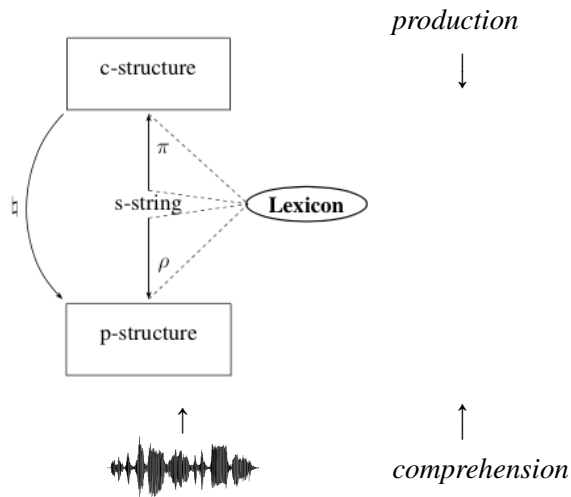 production
c-structure
π
♮
s-string
Lexicon
ρ
p-structure
comprehension